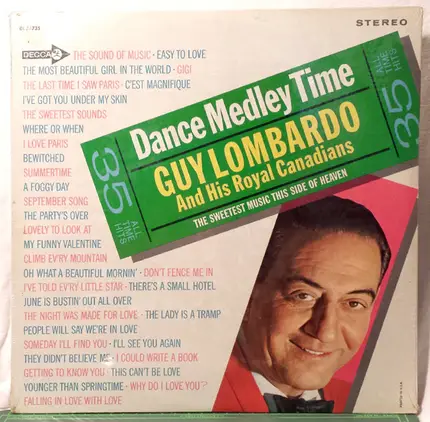 STEREO
DECCA THE SOUND OF MUSIC · EASY TO LOVE
THE MOST BEAUTIFUL GIRL IN THE WORLD · GIGI
THE LAST TIME I SAW PARIS · C'EST MAGNIFIQUE
I'VE GOT YOU UNDER MY SKIN
THE SWEETEST SOUNDS
WHERE OR WHEN
I LOVE PARIS
BEWITCHED
SUMMERTIME
A FOGGY DAY
SEPTEMBER SONG
THE PARTY'S OVER
LOVELY TO LOOK AT
MY FUNNY VALENTINE
CLIMB EV'RY MOUNTAIN
OH WHAT A BEAUTIFUL MORNIN' · DON'T FENCE ME IN
I'VE TOLD EV'RY LITTLE STAR · THERE'S A SMALL HOTEL
JUNE IS BUSTIN' OUT ALL OVER
THE NIGHT WAS MADE FOR LOVE · THE LADY IS A TRAMP
PEOPLE WILL SAY WE'RE IN LOVE
SOMEDAY I'LL FIND YOU · I'LL SEE YOU AGAIN
THEY DIDN'T BELIEVE ME · I COULD WRITE A BOOK
GETTING TO KNOW YOU · THIS CAN'T BE LOVE
YOUNGER THAN SPRINGTIME · WHY DO I LOVE YOU?
FALLING IN LOVE WITH LOVE
35 ALL TIME HITS
Dance Medley Time
GUY LOMBARDO
And His Royal Canadians
THE SWEETEST MUSIC THIS SIDE OF HEAVEN
35 ALL TIME HITS